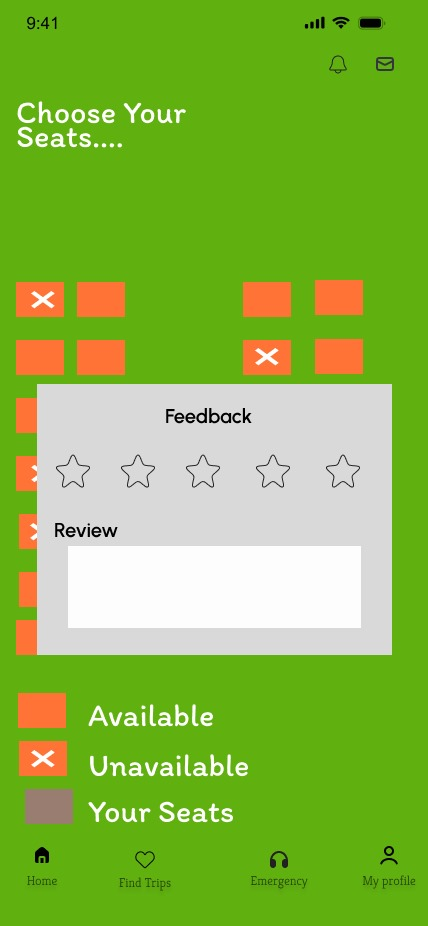 9:41
Choose Your
Seats....
Feedback
Review
Available
Unavailable
Your Seats
Home
Find Trips
Emergency
My profile